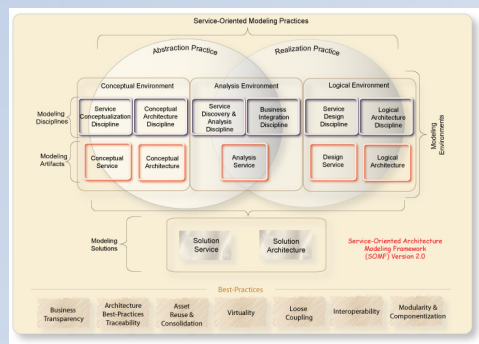 Service-Oriented Modeling Practices
Abstraction Practice
Realization Practice
Conceptual Environment
Analysis Environment
Logical Environment
Modeling
Disciplines
Service
Conceptualization
Discipline
Conceptual
Architecture
Discipline
Service
Discovery &
Analysis
Discipline
Business
Integration
Discipline
Service
Design
Discipline
Logical
Architecture
Discipline
Modeling
Environments
Modeling
Artifacts
Conceptual
Service
Conceptual
Architecture
Analysis
Service
Design
Service
Logical
Architecture
Modeling
Solutions
Solution
Service
Solution
Architecture
Service-Oriented Architecture
Modeling Framework
(SOMF) Version 2.0
Best-Practices
Business
Transparency
Architecture
Best-Practices
Traceability
Asset
Reuse &
Consolidation
Virtuality
Loose
Coupling
Interoperability
Modularity &
Componentization